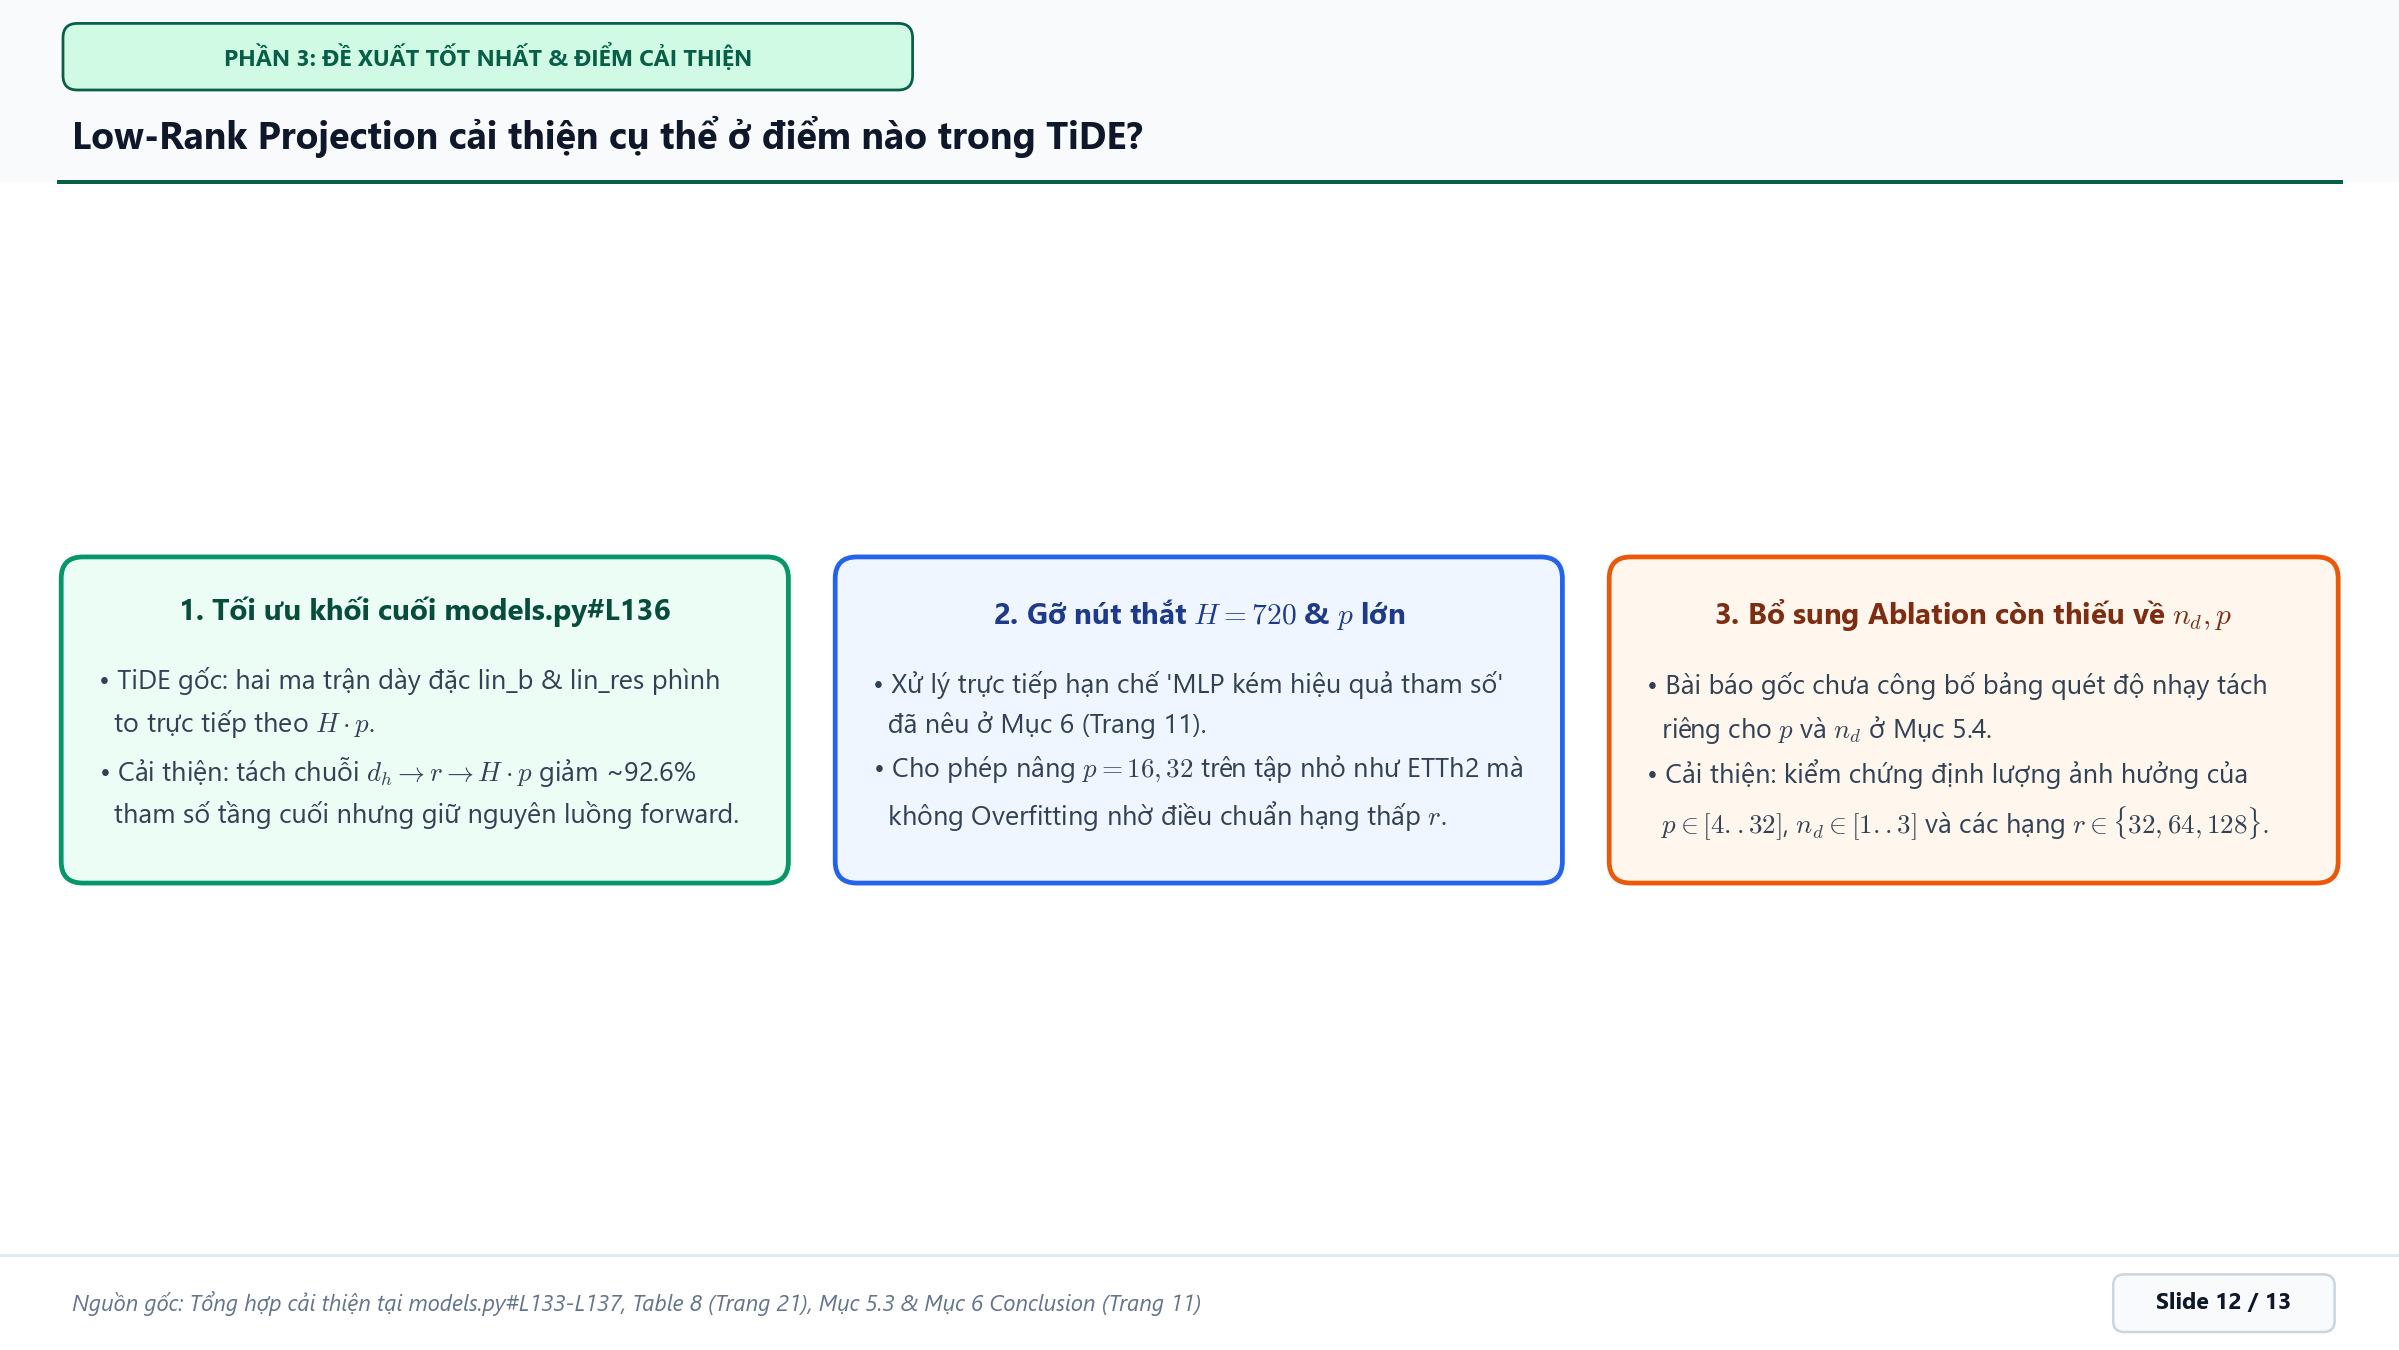 PHẦN 3: ĐỀ XUẤT TỐT NHẤT & ĐIỂM CẢI THIỆN
Low-Rank Projection cải thiện cụ thể ở điểm nào trong TiDE?
1. Tối ưu khối cuối models.py#L136
• TiDE gốc: hai ma trận dày đặc lin_b & lin_res phình
to trực tiếp theo H · p.
• Cải thiện: tách chuỗi d_h → r → H · p giảm ~92.6%
tham số tầng cuối nhưng giữ nguyên luồng forward.
2. Gỡ nút thắt H = 720 & p lớn
• Xử lý trực tiếp hạn chế 'MLP kém hiệu quả tham số'
đã nêu ở Mục 6 (Trang 11).
• Cho phép nâng p = 16, 32 trên tập nhỏ như ETTh2 mà
không Overfitting nhờ điều chuẩn hạng thấp r.
3. Bổ sung Ablation còn thiếu về n_d, p
• Bài báo gốc chưa công bố bảng quét độ nhạy tách
riêng cho p và n_d ở Mục 5.4.
• Cải thiện: kiểm chứng định lượng ảnh hưởng của
p ∈ [4..32], n_d ∈ [1..3] và các hạng r ∈ {32, 64, 128}.
Nguồn gốc: Tổng hợp cải thiện tại models.py#L133-L137, Table 8 (Trang 21), Mục 5.3 & Mục 6 Conclusion (Trang 11)
Slide 12 / 13